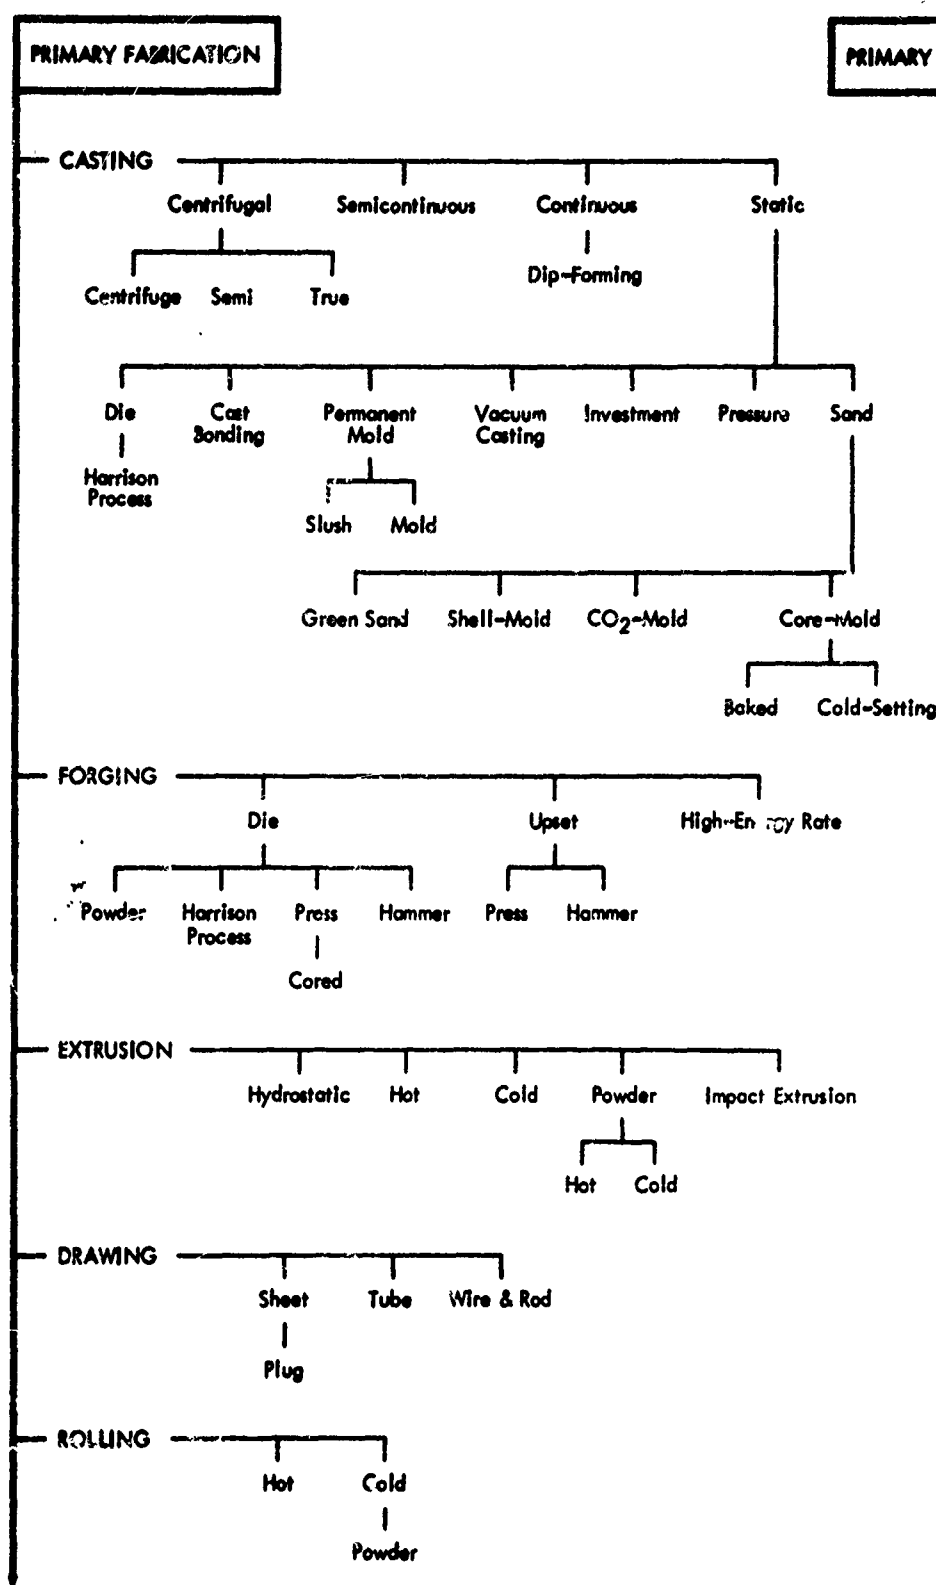 PRIMARY FABRICATION
PRIMARY
CASTING
Centrifugal Semicontinuous Continuous Static
Dip-Forming
Centrifuge Semi True
Die Cast Permanent Vacuum Investment Pressure Sand
Bonding Mold Casting
Harrison
Process
Slush Mold
Green Sand Shell-Mold CO2-Mold Core-Mold
Baked Cold-Setting
FORGING
Die Upset High-Energy Rate
Powder Harrison Press Hammer Press Hammer
Process
Cored
EXTRUSION
Hydrostatic Hot Cold Powder Impact Extrusion
Hot Cold
DRAWING
Sheet Tube Wire & Rod
Plug
ROLLING
Hot Cold
Powder